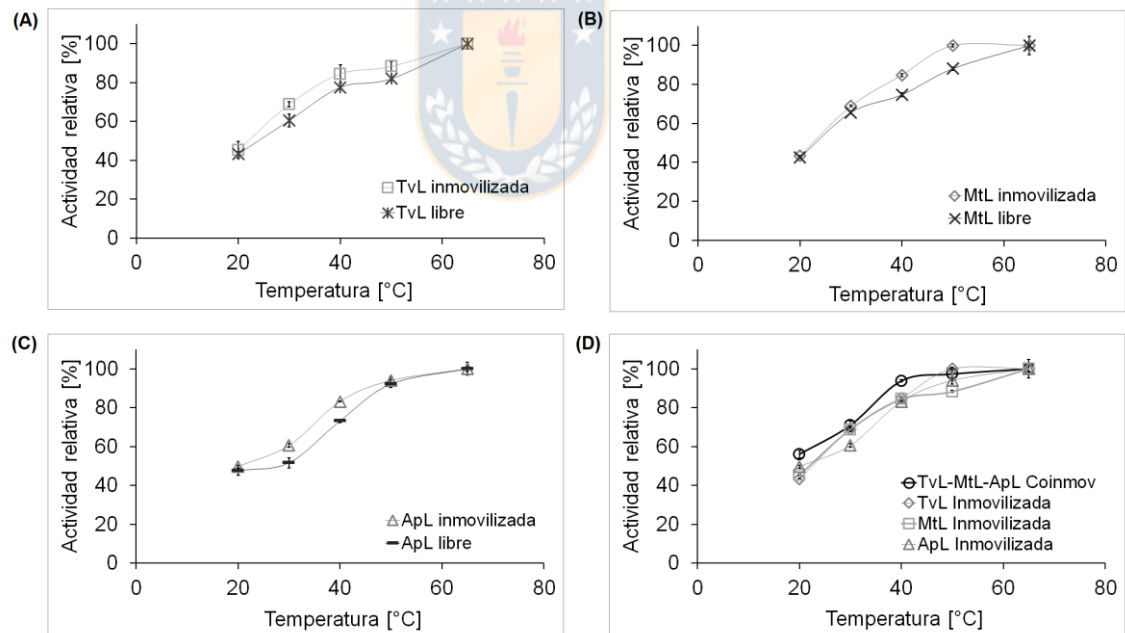 (A)
Actividad relativa [%]
100
80
60
40
20
0
0 20 40 60 80
Temperatura [°C]
TvL inmovilizada
TvL libre
(B)
Actividad relativa [%]
100
80
60
40
20
0
0 20 40 60 80
Temperatura [°C]
MtL inmovilizada
MtL libre
(C)
Actividad relativa [%]
100
80
60
40
20
0
0 20 40 60 80
Temperatura [°C]
ApL inmovilizada
ApL libre
(D)
Actividad relativa [%]
100
80
60
40
20
0
0 20 40 60 80
Temperatura [°C]
TvL-MtL-ApL Coinmov
TvL Inmovilizada
MtL Inmovilizada
ApL Inmovilizada